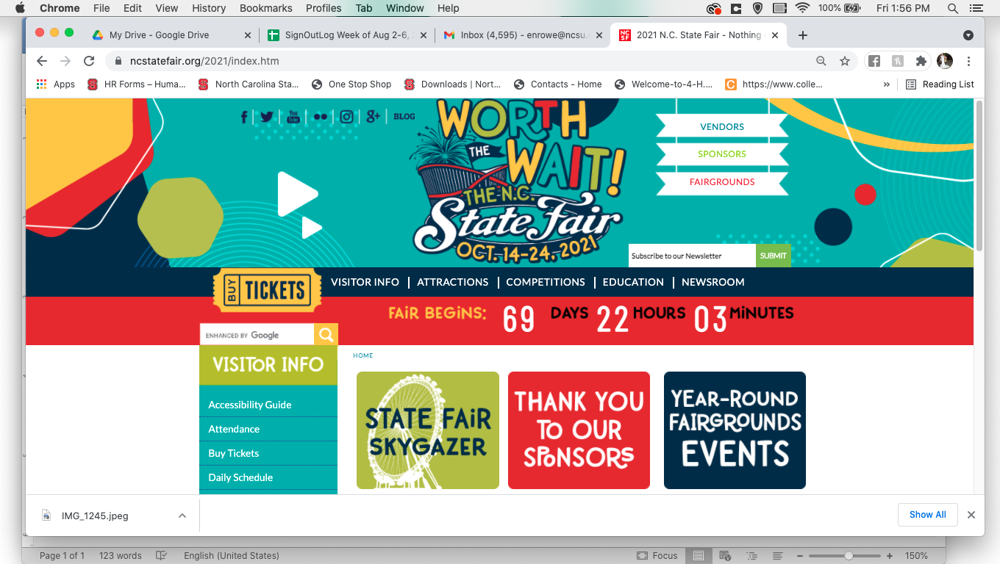 Chrome File Edit View History Bookmarks Profiles Tab Window Help 100% Fri 1:56 PM
My Drive - Google Drive
SignOutLog Week of Aug 2-6,
Inbox (4,595) - enrowe@ncsu.
2021 N.C. State Fair - Nothing
ncstatefair.org/2021/index.htm
Apps
HR Forms – Huma...
North Carolina Sta...
One Stop Shop
Downloads | Nort...
Contacts - Home
Welcome-to-4-H....
https://www.colle...
»
Reading List
You Tube
g+
BLOG
WORTH
THE
WAIT!
THE N.C.
State Fair
OCT. 14-24, 2021
VENDORS
SPONSORS
FAIRGROUNDS
Subscribe to our Newsletter SUBMIT
BUY TICKETS
VISITOR INFO | ATTRACTIONS | COMPETITIONS | EDUCATION | NEWSROOM
FAIR BEGINS: 69 DAYS 22 HOURS 03 MINUTES
ENHANCED BY Google
VISITOR INFO
Accessibility Guide
Attendance
Buy Tickets
Daily Schedule
HOME
STATE FAIR
SKYGAZER
THANK YOU
TO OUR
SPONSORS
YEAR-ROUND
FAIRGROUNDS
EVENTS
IMG_1245.jpeg
Show All
Page 1 of 1 123 words English (United States) Focus 150%